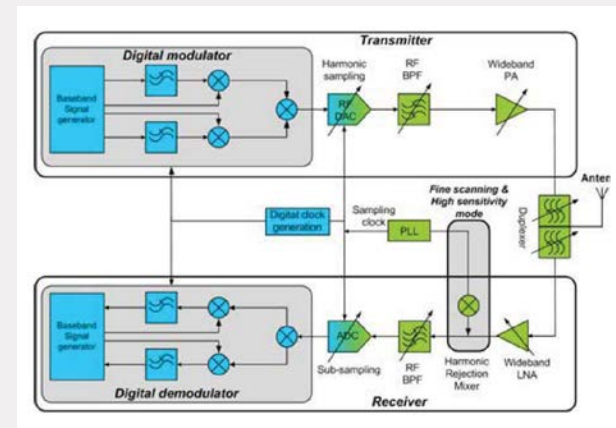 Transmitter
Digital modulator
Baseband
Signal
generator
Harmonic
sampling
RF
DAC
RF
BPF
Wideband
PA
Anten
Duplexer
Fine scanning &
High sensitivity
mode
Digital clock
generation
Sampling
clock
PLL
Baseband
Signal
generator
ADC
Sub-sampling
RF
BPF
Harmonic
Rejection
Mixer
Wideband
LNA
Digital demodulator
Receiver